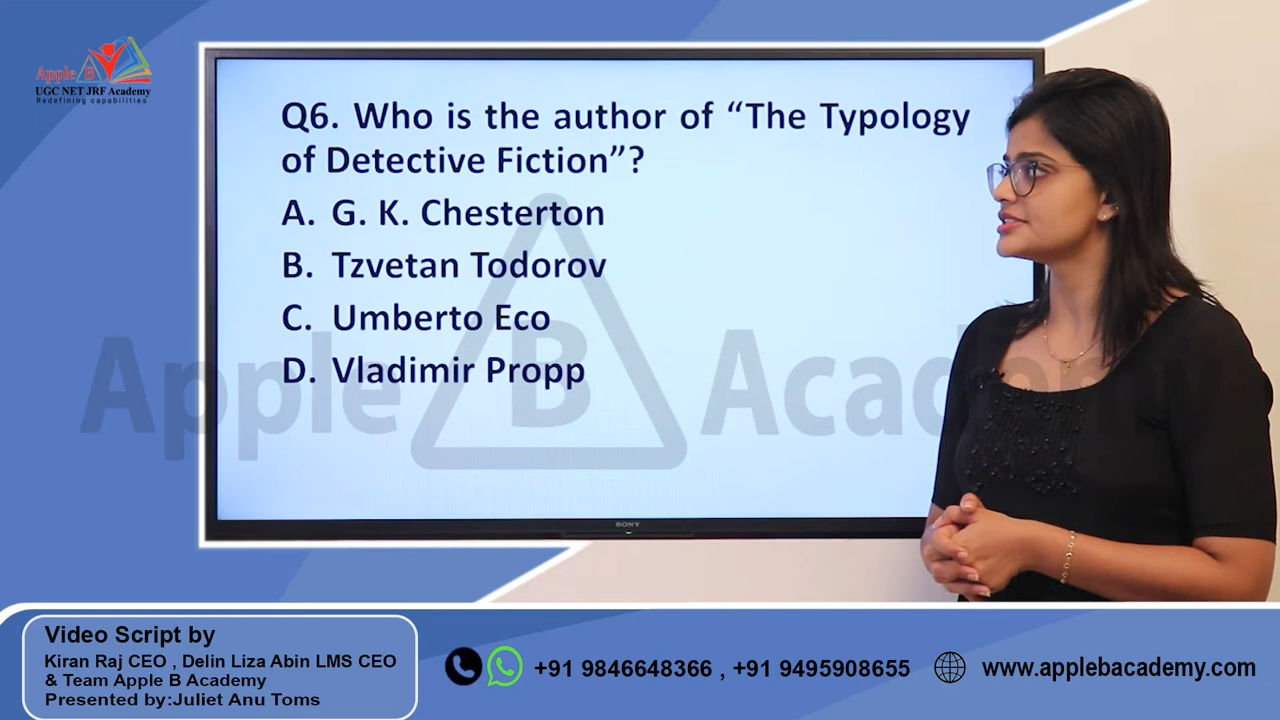 Apple B
UGC NET JRF Academy
Redefining capabilities
Q6. Who is the author of “The Typology
of Detective Fiction”?
A. G. K. Chesterton
B. Tzvetan Todorov
C. Umberto Eco
D. Vladimir Propp
Apple B Academy
SONY
Video Script by
Kiran Raj CEO , Delin Liza Abin LMS CEO
& Team Apple B Academy
Presented by:Juliet Anu Toms
+91 9846648366 , +91 9495908655
www.applebacademy.com